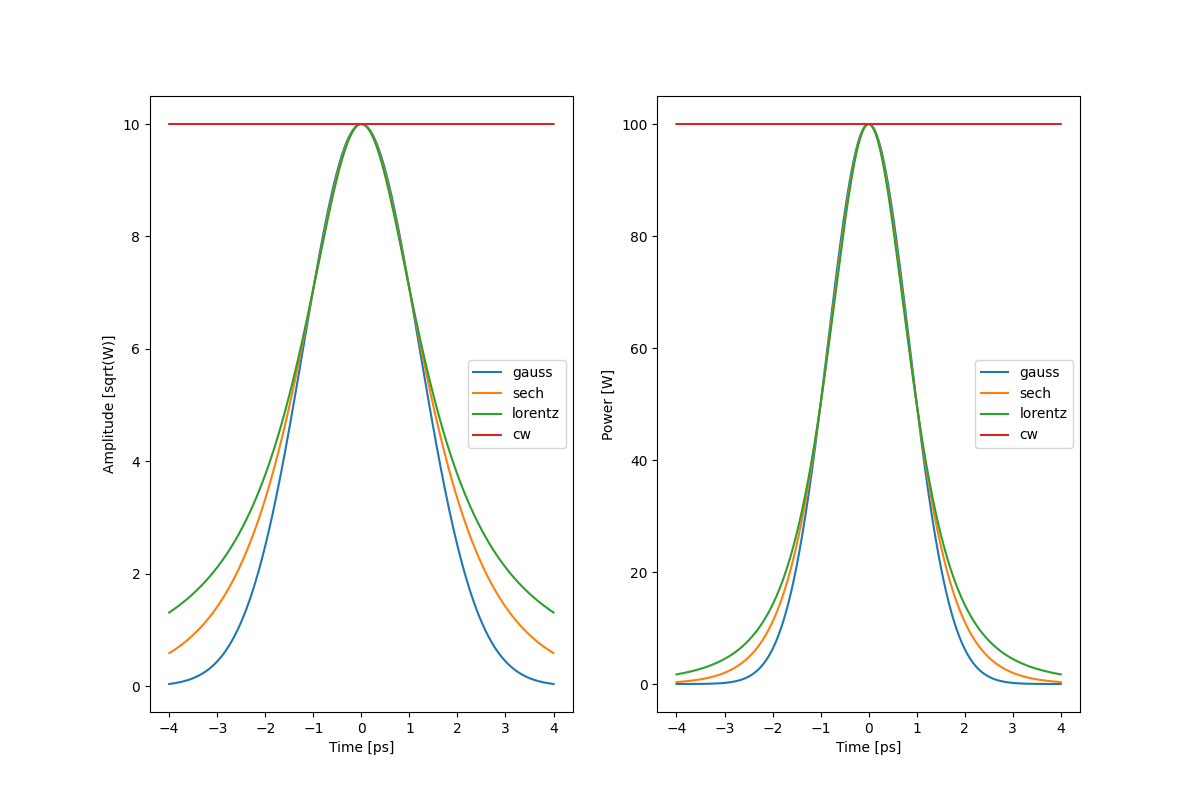 Amplitude [sqrt(W)]
10
8
6
4
2
0
−4 −3 −2 −1 0 1 2 3 4
Time [ps]
gauss
sech
lorentz
cw
Power [W]
100
80
60
40
20
0
−4 −3 −2 −1 0 1 2 3 4
Time [ps]
gauss
sech
lorentz
cw